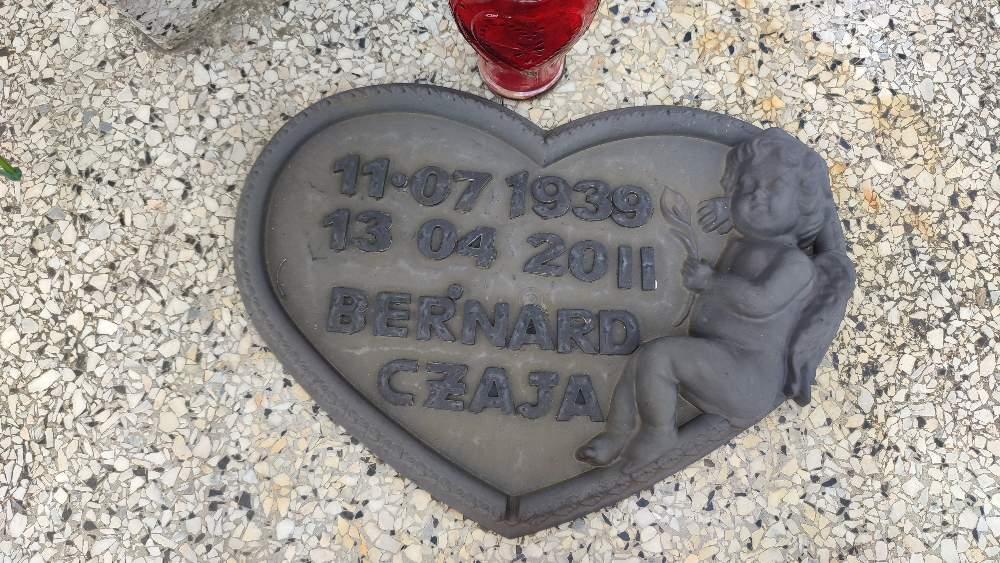 11·07 1939
13 04 2011
BERNARD
CZAJA